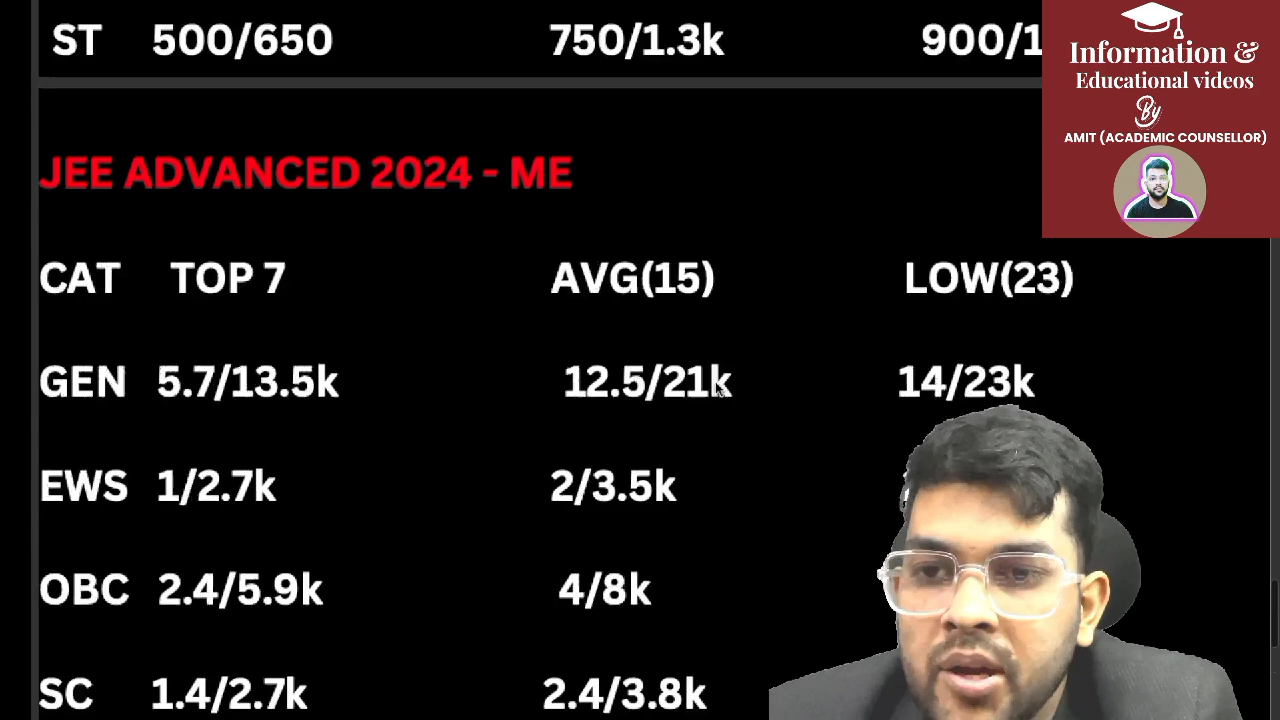 ST 500/650 750/1.3k 900/1
Information &
Educational videos
By
AMIT (ACADEMIC COUNSELLOR)
JEE ADVANCED 2024 - ME
CAT TOP 7 AVG(15) LOW(23)
GEN 5.7/13.5k 12.5/21k 14/23k
EWS 1/2.7k 2/3.5k
OBC 2.4/5.9k 4/8k
SC 1.4/2.7k 2.4/3.8k